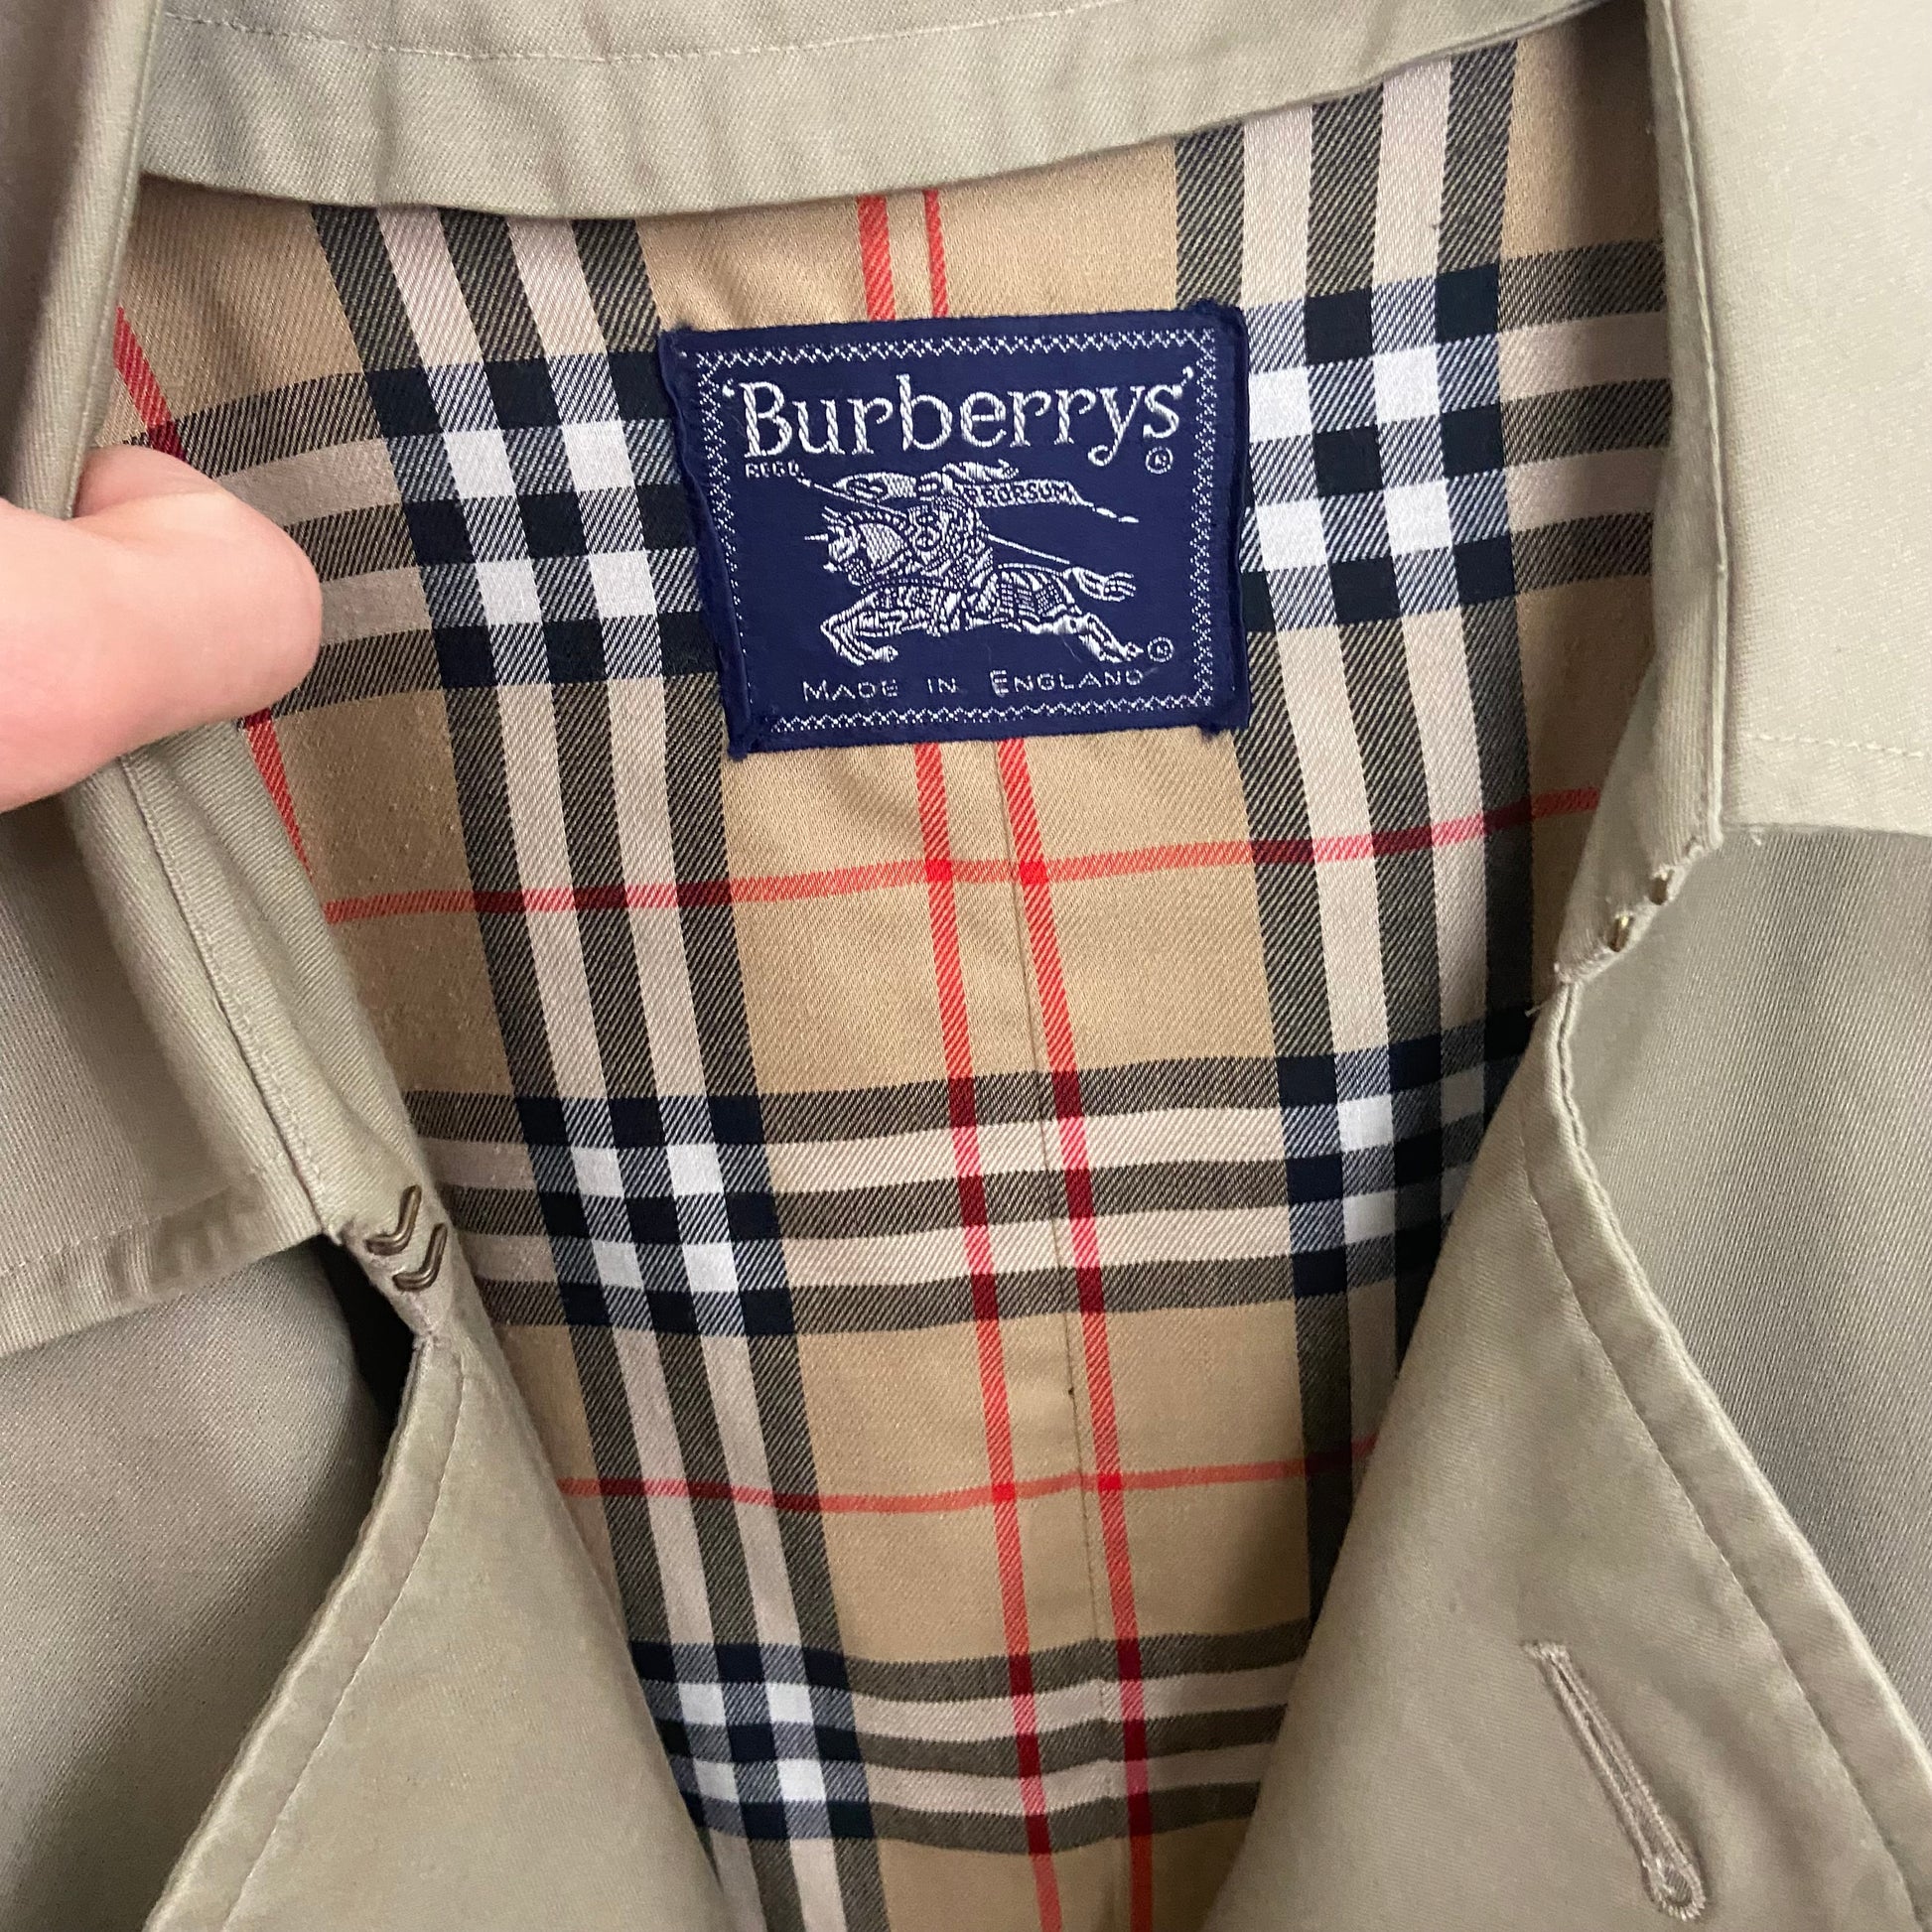 'Burberrys'
REGD.
PRORSUM
MADE IN ENGLAND